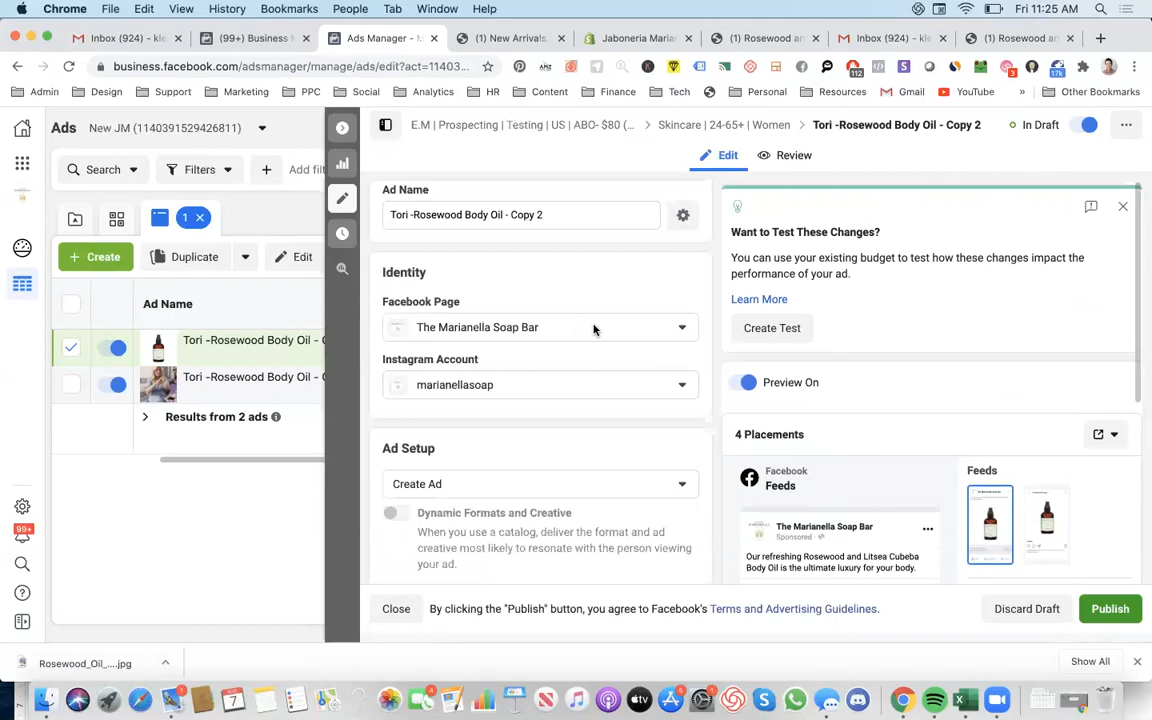 Chrome File Edit View History Bookmarks People Tab Window Help Fri 11:25 AM
Inbox (924) - kle
(99+) Business M
Ads Manager - M
(1) New Arrivals
Jaboneria Marian
(1) Rosewood an
Inbox (924) - kle
(1) Rosewood an
business.facebook.com/adsmanager/manage/ads/edit?act=11403...
112
3
17k
Admin Design Support Marketing PPC Social Analytics HR Content Finance Tech Personal Resources Gmail YouTube » Other Bookmarks
Ads New JM (1140391529426811)
E.M | Prospecting | Testing | US | ABO- $80 (... Skincare | 24-65+ | Women Tori -Rosewood Body Oil - Copy 2 In Draft
Search Filters Add filt
Edit Review
1
Create Duplicate Edit
Ad Name
Tori -Rosewood Body Oil - C
Tori -Rosewood Body Oil - C
Results from 2 ads
99+
Ad Name
Tori -Rosewood Body Oil - Copy 2
Identity
Facebook Page
The Marianella Soap Bar
Instagram Account
marianellasoap
Ad Setup
Create Ad
Dynamic Formats and Creative
When you use a catalog, deliver the format and ad
creative most likely to resonate with the person viewing
your ad.
Want to Test These Changes?
You can use your existing budget to test how these changes impact the
performance of your ad.
Learn More
Create Test
Preview On
4 Placements
Facebook
Feeds
The Marianella Soap Bar
Sponsored
Our refreshing Rosewood and Litsea Cubeba
Body Oil is the ultimate luxury for your body.
Feeds
Close By clicking the "Publish" button, you agree to Facebook's Terms and Advertising Guidelines. Discard Draft Publish
Rosewood_Oil_....jpg Show All